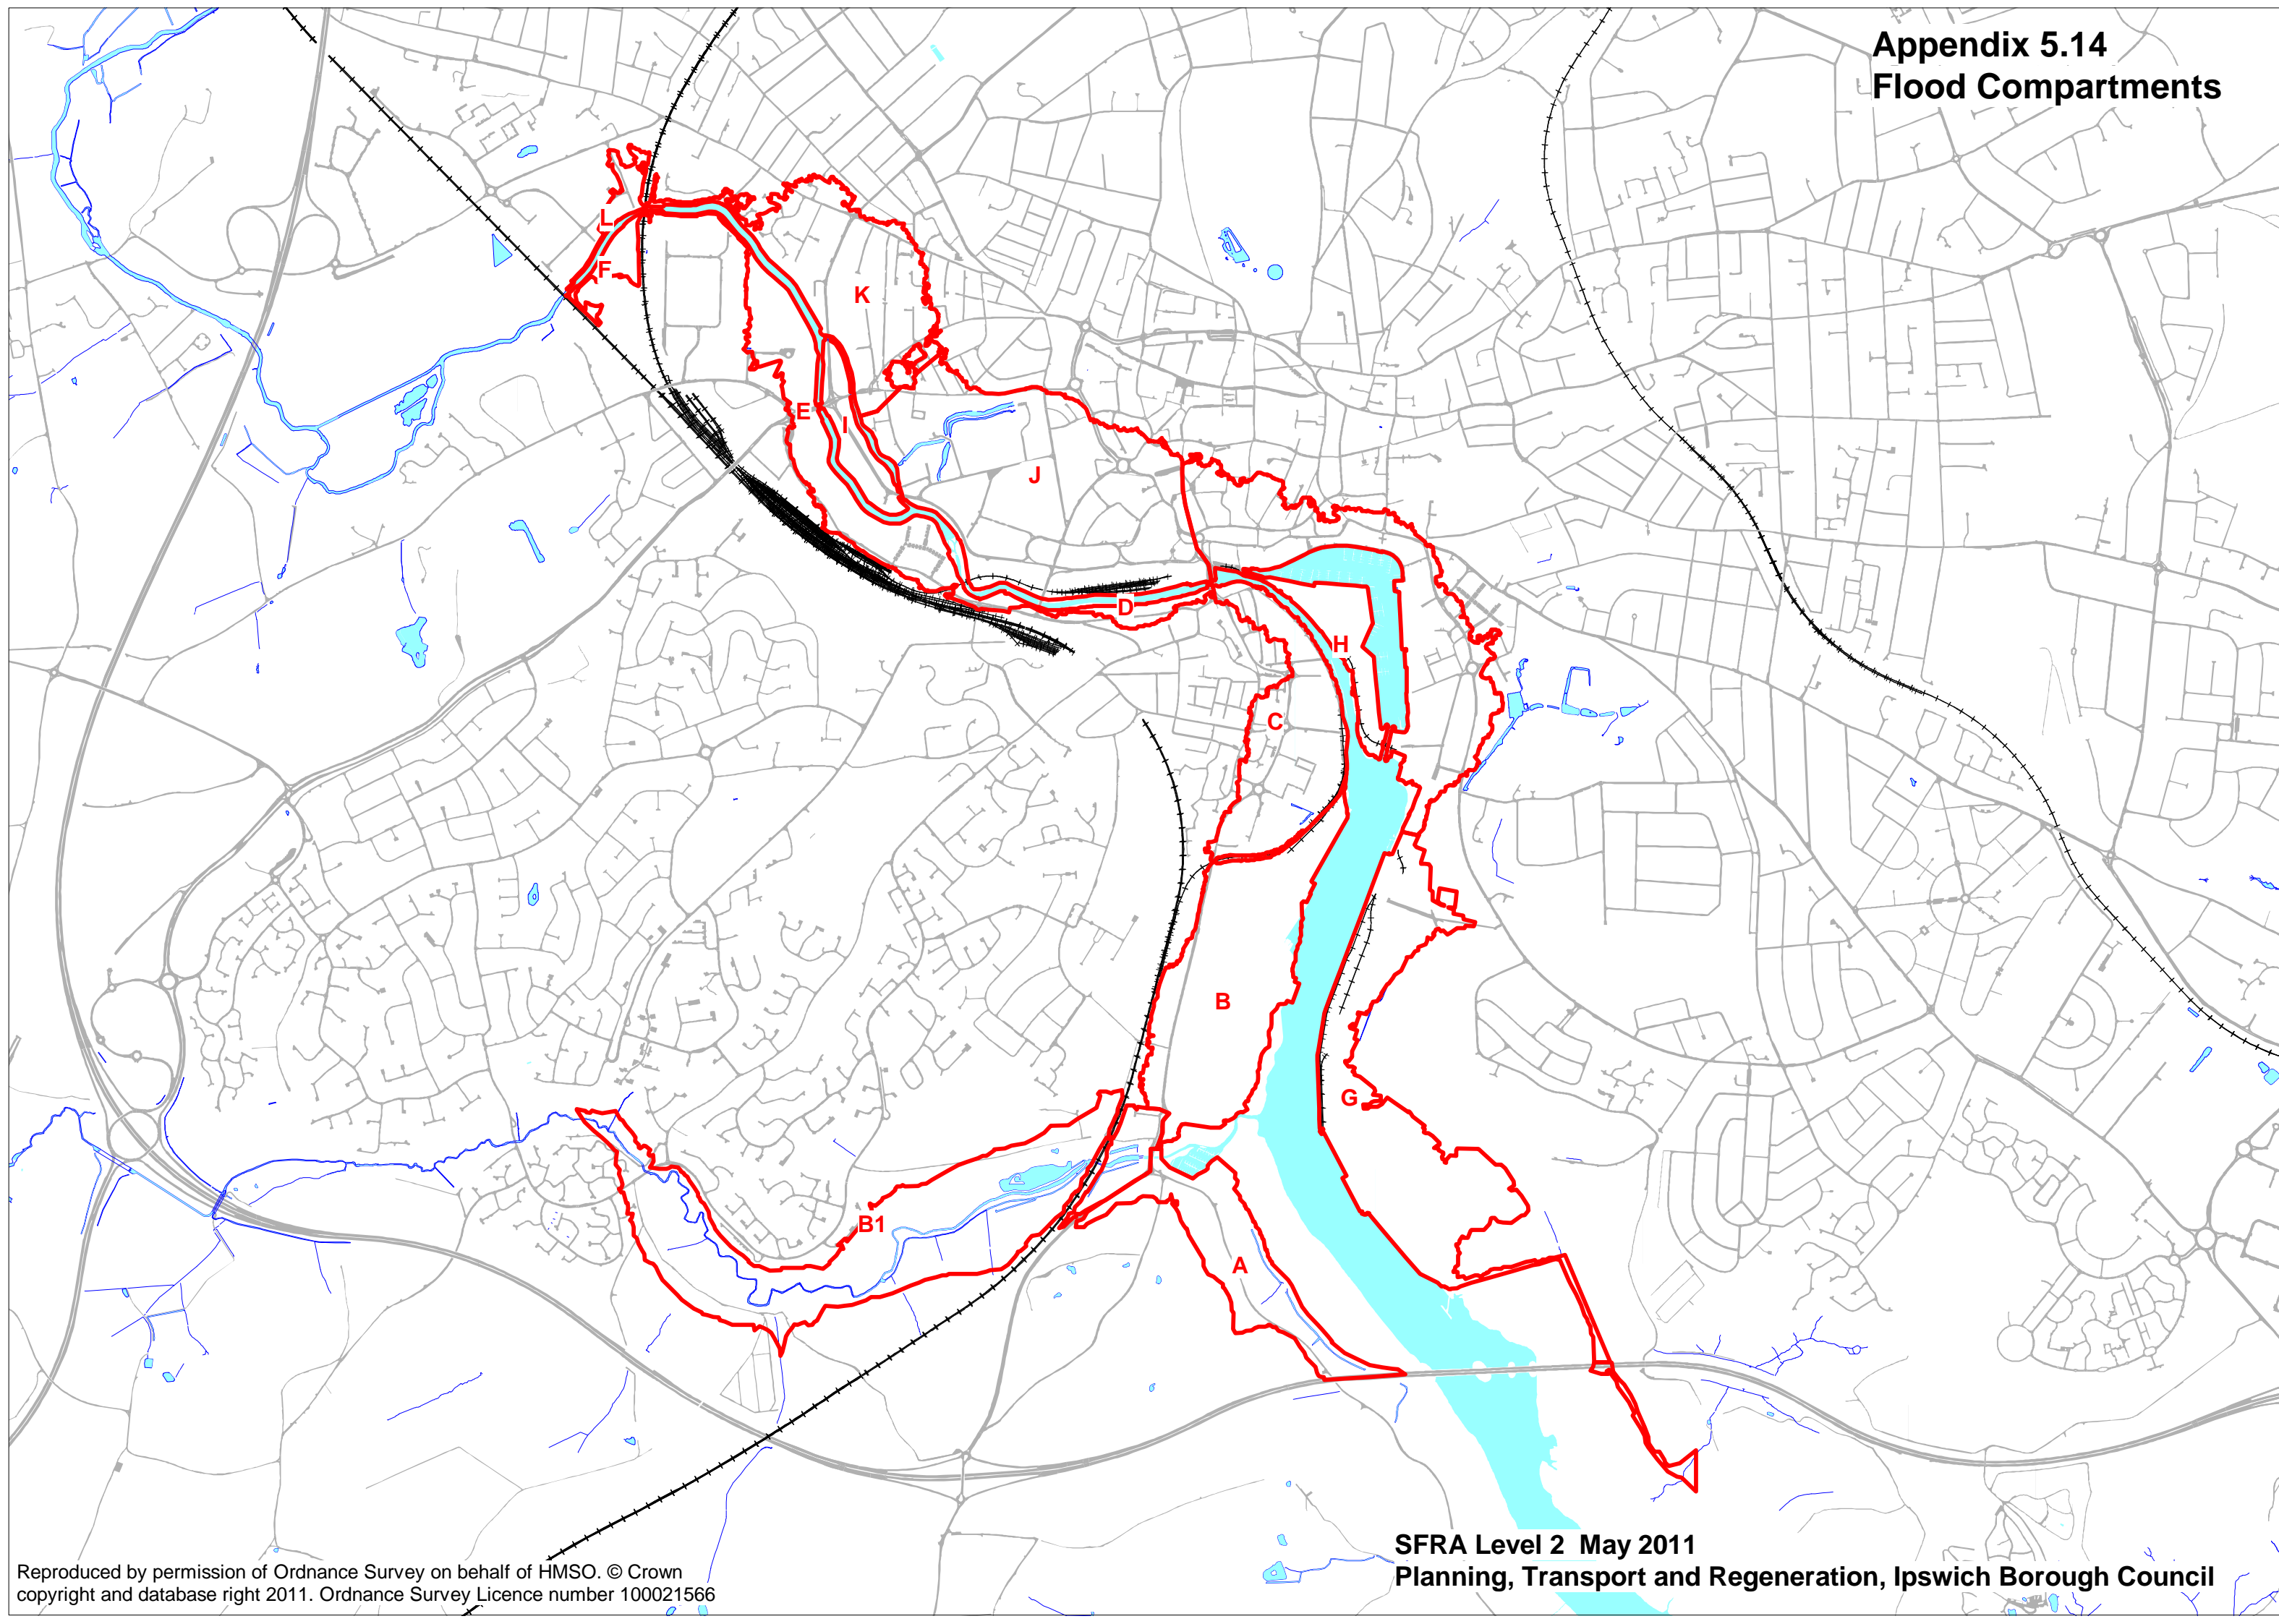 Appendix 5.14
Flood Compartments
L
F
K
E
I
J
D
H
C
B
G
B1
A
SFRA Level 2 May 2011
Planning, Transport and Regeneration, Ipswich Borough Council
Reproduced by permission of Ordnance Survey on behalf of HMSO. © Crown
copyright and database right 2011. Ordnance Survey Licence number 100021566